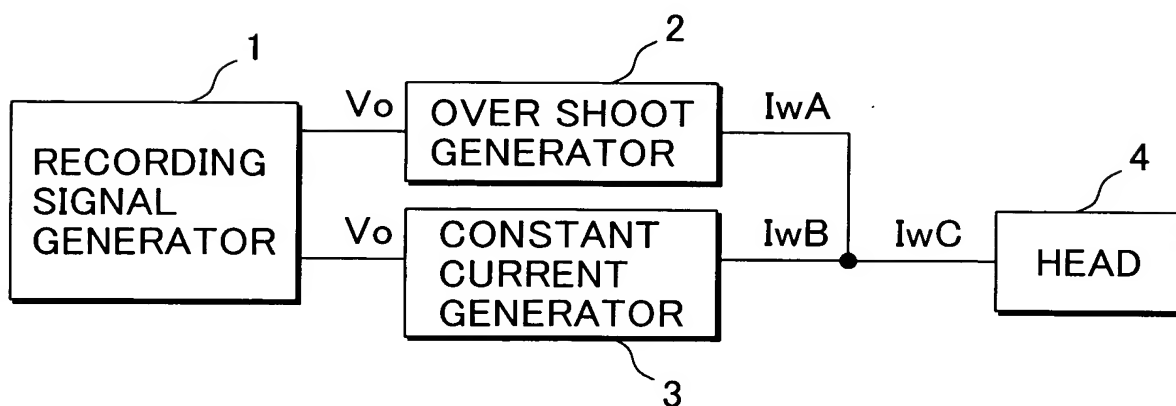 1
RECORDING
SIGNAL
GENERATOR
Vo
Vo
2
OVER SHOOT
GENERATOR
IwA
CONSTANT
CURRENT
GENERATOR
3
IwB
IwC
4
HEAD